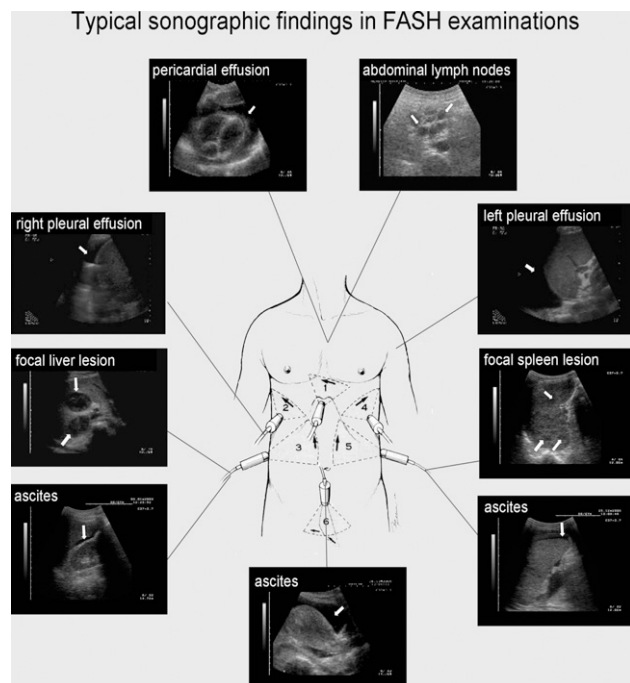 Typical sonographic findings in FASH examinations
pericardial effusion
abdominal lymph nodes
right pleural effusion
left pleural effusion
focal liver lesion
focal spleen lesion
ascites
ascites
ascites
1
2
4
3
5
6